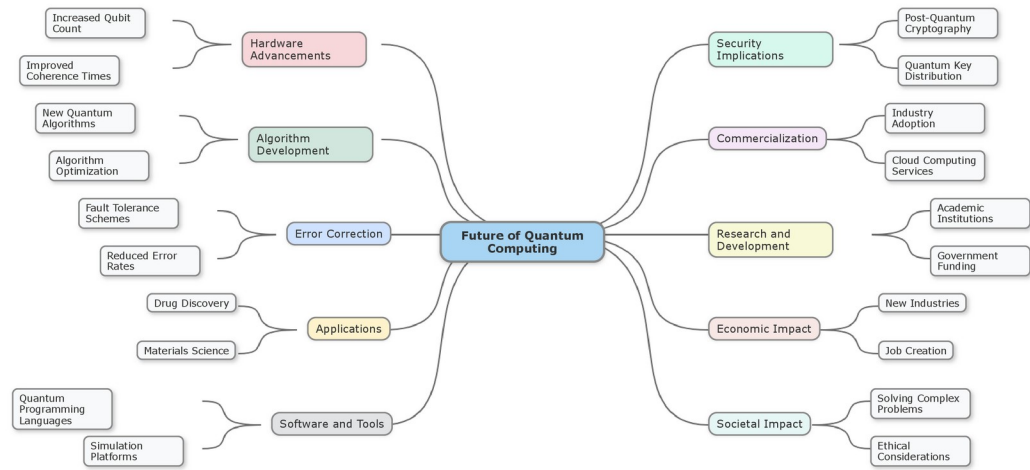 Future of Quantum
Computing
Hardware
Advancements
Increased Qubit
Count
Improved
Coherence Times
Algorithm
Development
New Quantum
Algorithms
Algorithm
Optimization
Error Correction
Fault Tolerance
Schemes
Reduced Error
Rates
Applications
Drug Discovery
Materials Science
Software and Tools
Quantum
Programming
Languages
Simulation
Platforms
Security
Implications
Post-Quantum
Cryptography
Quantum Key
Distribution
Commercialization
Industry
Adoption
Cloud Computing
Services
Research and
Development
Academic
Institutions
Government
Funding
Economic Impact
New Industries
Job Creation
Societal Impact
Solving Complex
Problems
Ethical
Considerations